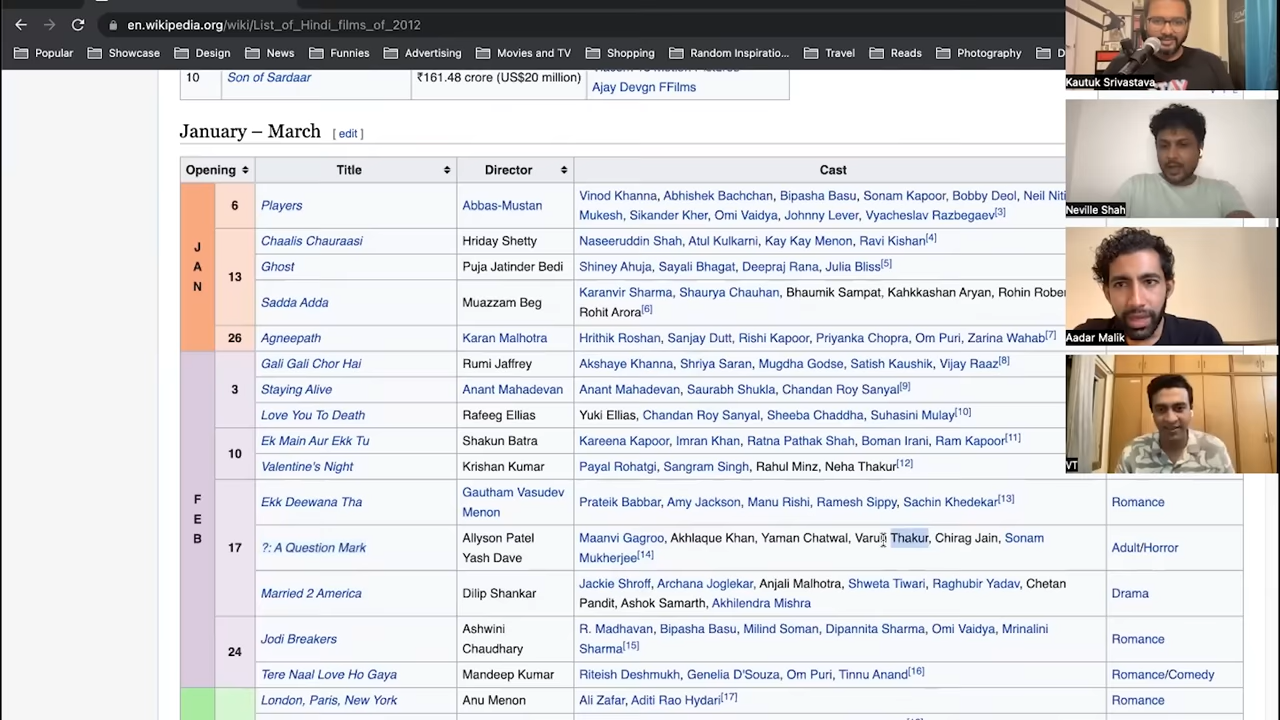 en.wikipedia.org/wiki/List_of_Hindi_films_of_2012
Popular Showcase Design News Funnies Advertising Movies and TV Shopping Random Inspiratio... Travel Reads Photography D
10 Son of Sardaar ₹161.48 crore (US$20 million)
Ajay Devgn FFilms
January – March [ edit ]
Opening Title Director Cast
JAN
6 Players Abbas-Mustan Vinod Khanna, Abhishek Bachchan, Bipasha Basu, Sonam Kapoor, Bobby Deol, Neil Niti
Mukesh, Sikander Kher, Omi Vaidya, Johnny Lever, Vyacheslav Razbegaev[3]
13 Chaalis Chauraasi Hriday Shetty Naseeruddin Shah, Atul Kulkarni, Kay Kay Menon, Ravi Kishan[4]
Ghost Puja Jatinder Bedi Shiney Ahuja, Sayali Bhagat, Deepraj Rana, Julia Bliss[5]
Sadda Adda Muazzam Beg Karanvir Sharma, Shaurya Chauhan, Bhaumik Sampat, Kahkkashan Aryan, Rohin Rober
Rohit Arora[6]
26 Agneepath Karan Malhotra Hrithik Roshan, Sanjay Dutt, Rishi Kapoor, Priyanka Chopra, Om Puri, Zarina Wahab[7]
FEB
3 Gali Gali Chor Hai Rumi Jaffrey Akshaye Khanna, Shriya Saran, Mugdha Godse, Satish Kaushik, Vijay Raaz[8]
Staying Alive Anant Mahadevan Anant Mahadevan, Saurabh Shukla, Chandan Roy Sanyal[9]
Love You To Death Rafeeg Ellias Yuki Ellias, Chandan Roy Sanyal, Sheeba Chaddha, Suhasini Mulay[10]
10 Ek Main Aur Ekk Tu Shakun Batra Kareena Kapoor, Imran Khan, Ratna Pathak Shah, Boman Irani, Ram Kapoor[11]
Valentine's Night Krishan Kumar Payal Rohatgi, Sangram Singh, Rahul Minz, Neha Thakur[12]
17 Ekk Deewana Tha Gautham Vasudev
Menon Prateik Babbar, Amy Jackson, Manu Rishi, Ramesh Sippy, Sachin Khedekar[13] Romance
?: A Question Mark Allyson Patel
Yash Dave Maanvi Gagroo, Akhlaque Khan, Yaman Chatwal, Varun Thakur, Chirag Jain, Sonam
Mukherjee[14] Adult/Horror
Married 2 America Dilip Shankar Jackie Shroff, Archana Joglekar, Anjali Malhotra, Shweta Tiwari, Raghubir Yadav, Chetan
Pandit, Ashok Samarth, Akhilendra Mishra Drama
24 Jodi Breakers Ashwini
Chaudhary R. Madhavan, Bipasha Basu, Milind Soman, Dipannita Sharma, Omi Vaidya, Mrinalini
Sharma[15] Romance
Tere Naal Love Ho Gaya Mandeep Kumar Riteish Deshmukh, Genelia D'Souza, Om Puri, Tinnu Anand[16] Romance/Comedy
London, Paris, New York Anu Menon Ali Zafar, Aditi Rao Hydari[17] Romance
Kautuk Srivastava
Neville Shah
Aadar Malik
VT